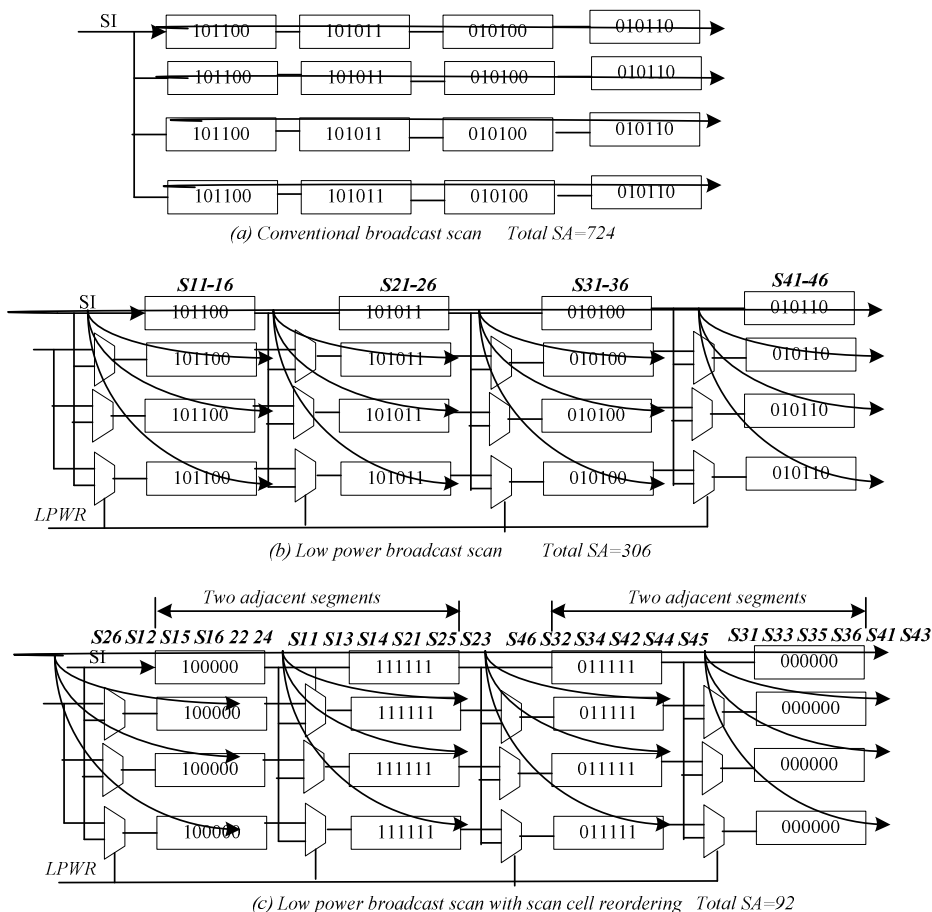 SI
101100 101011 010100 010110
101100 101011 010100 010110
101100 101011 010100 010110
101100 101011 010100 010110
(a) Conventional broadcast scan Total SA=724
S11-16 S21-26 S31-36 S41-46
SI
101100 101011 010100 010110
101100 101011 010100 010110
101100 101011 010100 010110
101100 101011 010100 010110
LPWR
(b) Low power broadcast scan Total SA=306
Two adjacent segments Two adjacent segments
S26 S12 S15 S16 22 24 S11 S13 S14 S21 S25 S23 S46 S32 S34 S42 S44 S45 S31 S33 S35 S36 S41 S43
SI
100000 111111 011111 000000
100000 111111 011111 000000
100000 111111 011111 000000
100000 111111 011111 000000
LPWR
(c) Low power broadcast scan with scan cell reordering Total SA=92